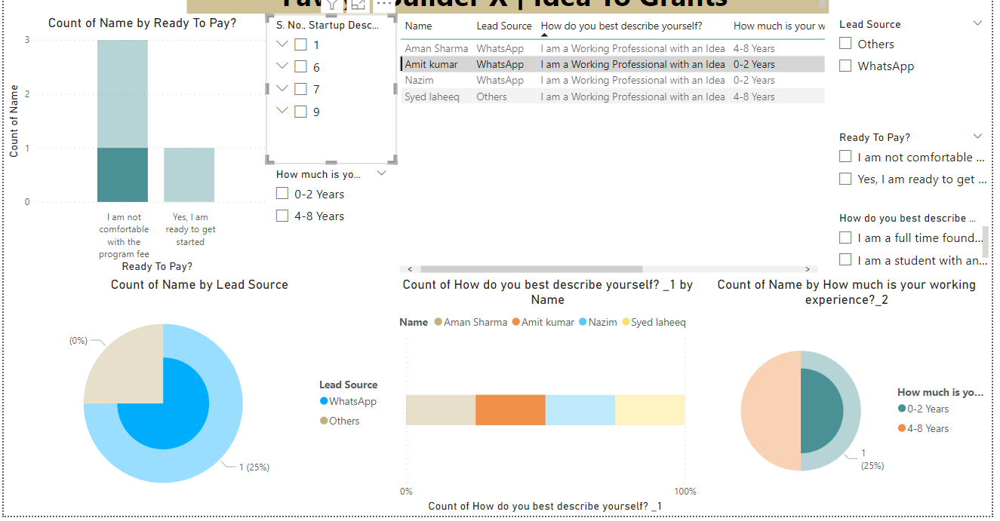 Builder X | Idea To Grants
Count of Name by Ready To Pay?
3
2
1
0
Count of Name
I am not
comfortable
with the
program fee
Yes, I am
ready to get
started
Ready To Pay?
S. No., Startup Desc...
1
6
7
9
How much is yo...
0-2 Years
4-8 Years
Name Lead Source How do you best describe yourself? How much is your w
Aman Sharma WhatsApp I am a Working Professional with an Idea 4-8 Years
Amit kumar WhatsApp I am a Working Professional with an Idea 0-2 Years
Nazim WhatsApp I am a Working Professional with an Idea 0-2 Years
Syed laheeq Others I am a Working Professional with an Idea 4-8 Years
Lead Source
Others
WhatsApp
Ready To Pay?
I am not comfortable ...
Yes, I am ready to get ...
How do you best describe ...
I am a full time found...
I am a student with an...
Count of Name by Lead Source
(0%)
1 (25%)
Lead Source
WhatsApp
Others
Count of How do you best describe yourself? _1 by
Name
Name Aman Sharma Amit kumar Nazim Syed laheeq
0%
100%
Count of How do you best describe yourself? _1
Count of Name by How much is your working
experience?_2
1
(25%)
How much is yo...
0-2 Years
4-8 Years